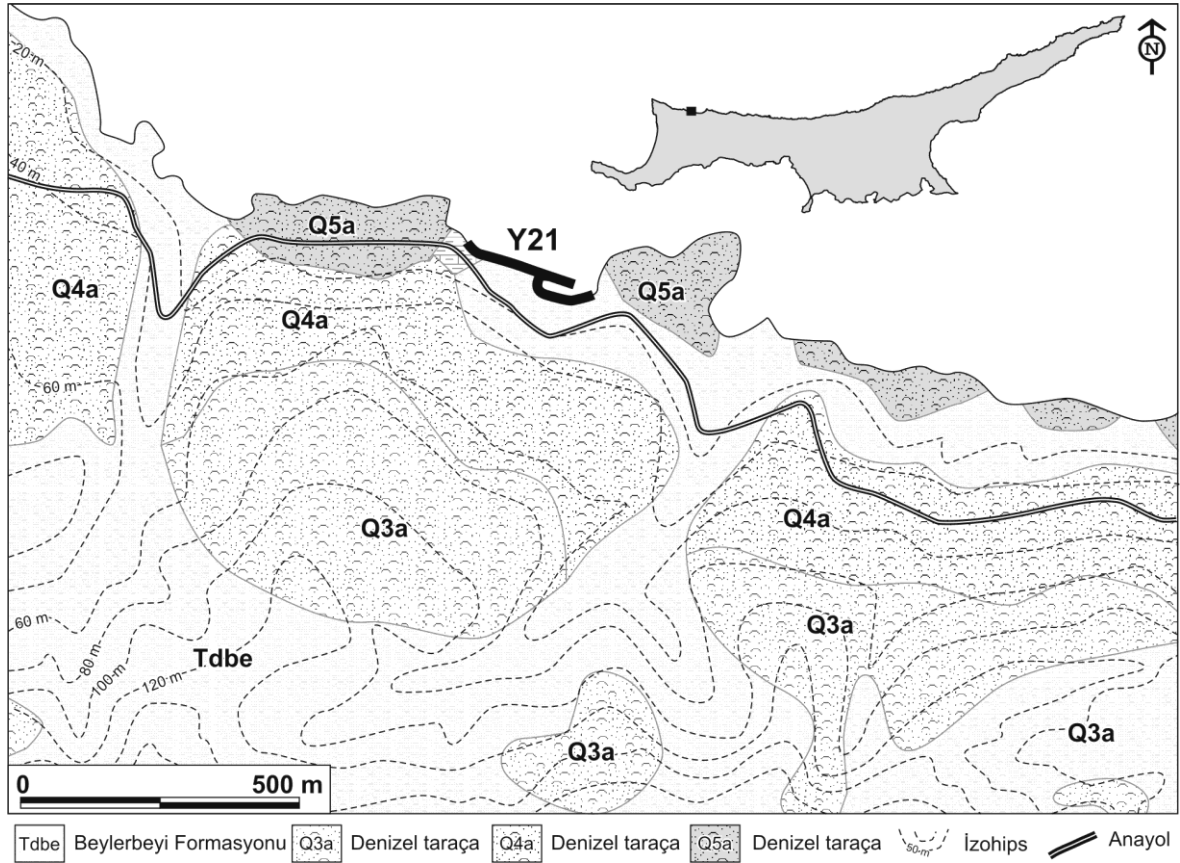 N
20 m
40 m
Q5a
Y21
Q5a
Q4a
Q4a
60 m
Q3a
Q4a
60 m
Q3a
80 m
Tdbe
100 m
120 m
Q3a
Q3a
0 500 m
Tdbe Beylerbeyi Formasyonu Q3a Denizel taraça Q4a Denizel taraça Q5a Denizel taraça 50 m İzohips Anayol